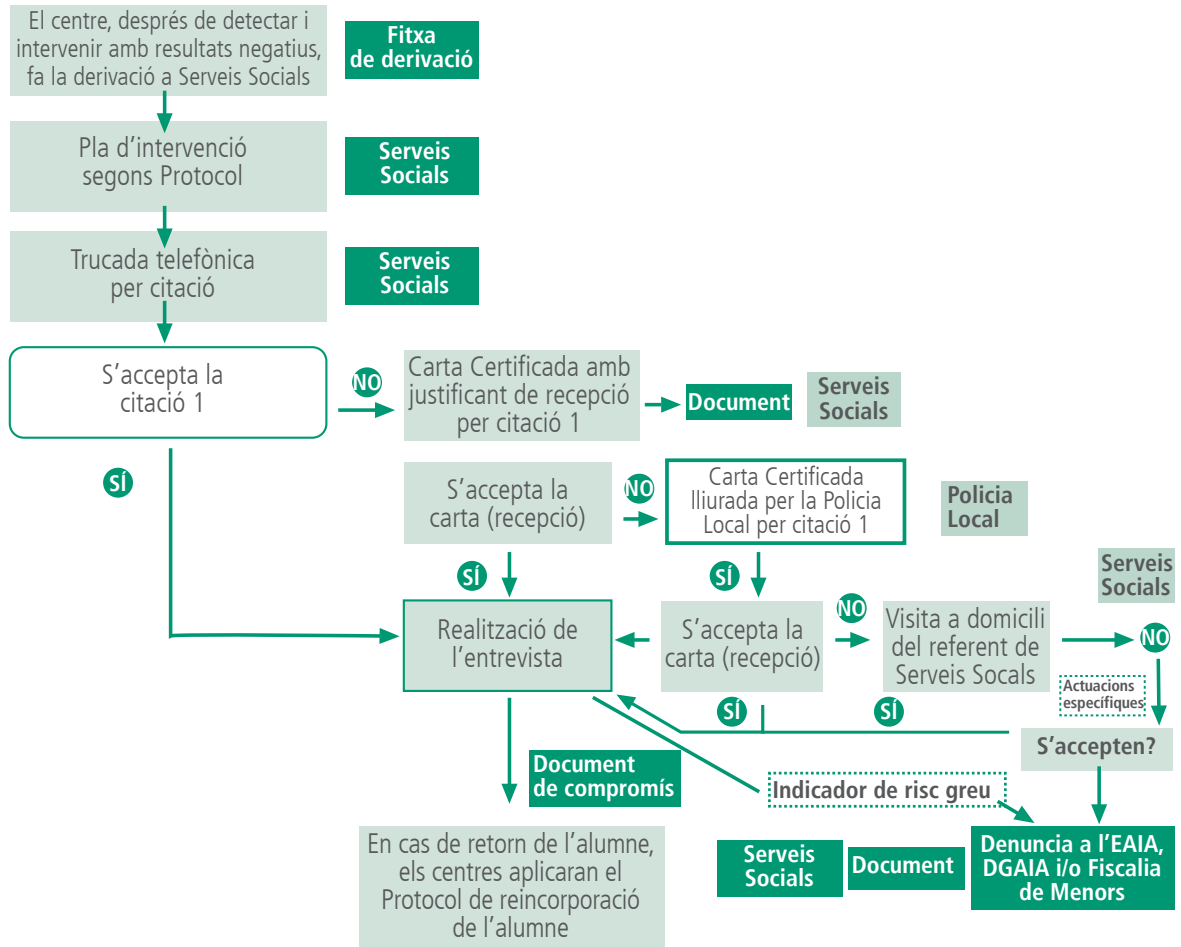 El centre, després de detectar i
intervenir amb resultats negatius,
fa la derivació a Serveis Socials
Fitxa
de derivació
Pla d'intervenció
segons Protocol
Serveis
Socials
Trucada telefònica
per citació
Serveis
Socials
S'accepta la
citació 1
NO
Carta Certificada amb
justificant de recepció
per citació 1
Document
Serveis
Socials
SÍ
S'accepta la
carta (recepció)
NO
Carta Certificada
lliurada per la Policia
Local per citació 1
Policia
Local
SÍ
SÍ
Serveis
Socials
Realització de
l'entrevista
S'accepta la
carta (recepció)
NO
Visita a domicili
del referent de
Serveis Socals
NO
Actuacions
específiques
SÍ
SÍ
S'accepten?
Document
de compromís
Indicador de risc greu
En cas de retorn de l'alumne,
els centres aplicaran el
Protocol de reincorporació
de l'alumne
Serveis
Socials
Document
Denuncia a l'EAIA,
DGAIA i/o Fiscalia
de Menors